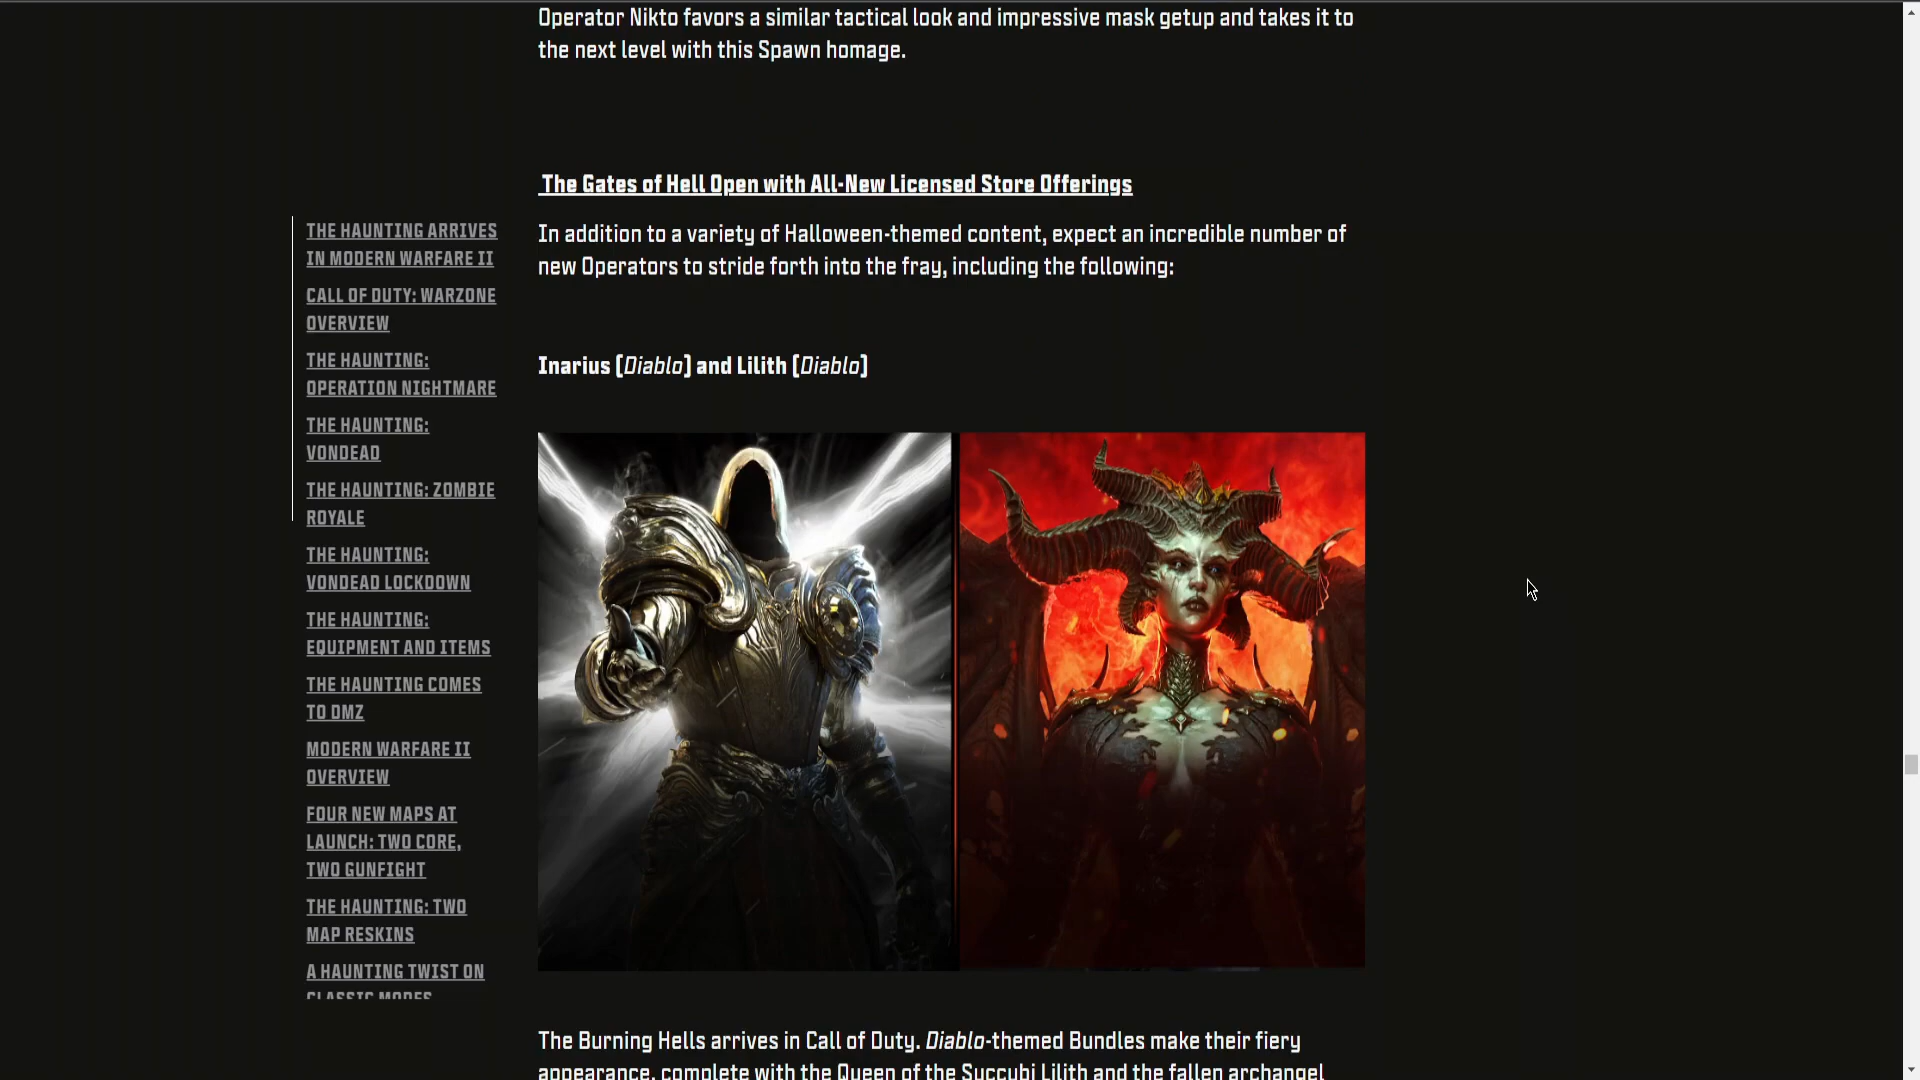 Operator Nikto favors a similar tactical look and impressive mask getup and takes it to
the next level with this Spawn homage.
The Gates of Hell Open with All-New Licensed Store Offerings
In addition to a variety of Halloween-themed content, expect an incredible number of
new Operators to stride forth into the fray, including the following:
Inarius (Diablo) and Lilith (Diablo)
The Burning Hells arrives in Call of Duty. Diablo-themed Bundles make their fiery
appearance, complete with the Queen of the Succubi Lilith and the fallen archangel
THE HAUNTING ARRIVES
IN MODERN WARFARE II
CALL OF DUTY: WARZONE
OVERVIEW
THE HAUNTING:
OPERATION NIGHTMARE
THE HAUNTING:
VONDEAD
THE HAUNTING: ZOMBIE
ROYALE
THE HAUNTING:
VONDEAD LOCKDOWN
THE HAUNTING:
EQUIPMENT AND ITEMS
THE HAUNTING COMES
TO DMZ
MODERN WARFARE II
OVERVIEW
FOUR NEW MAPS AT
LAUNCH: TWO CORE,
TWO GUNFIGHT
THE HAUNTING: TWO
MAP RESKINS
A HAUNTING TWIST ON
CLASSIC MODES